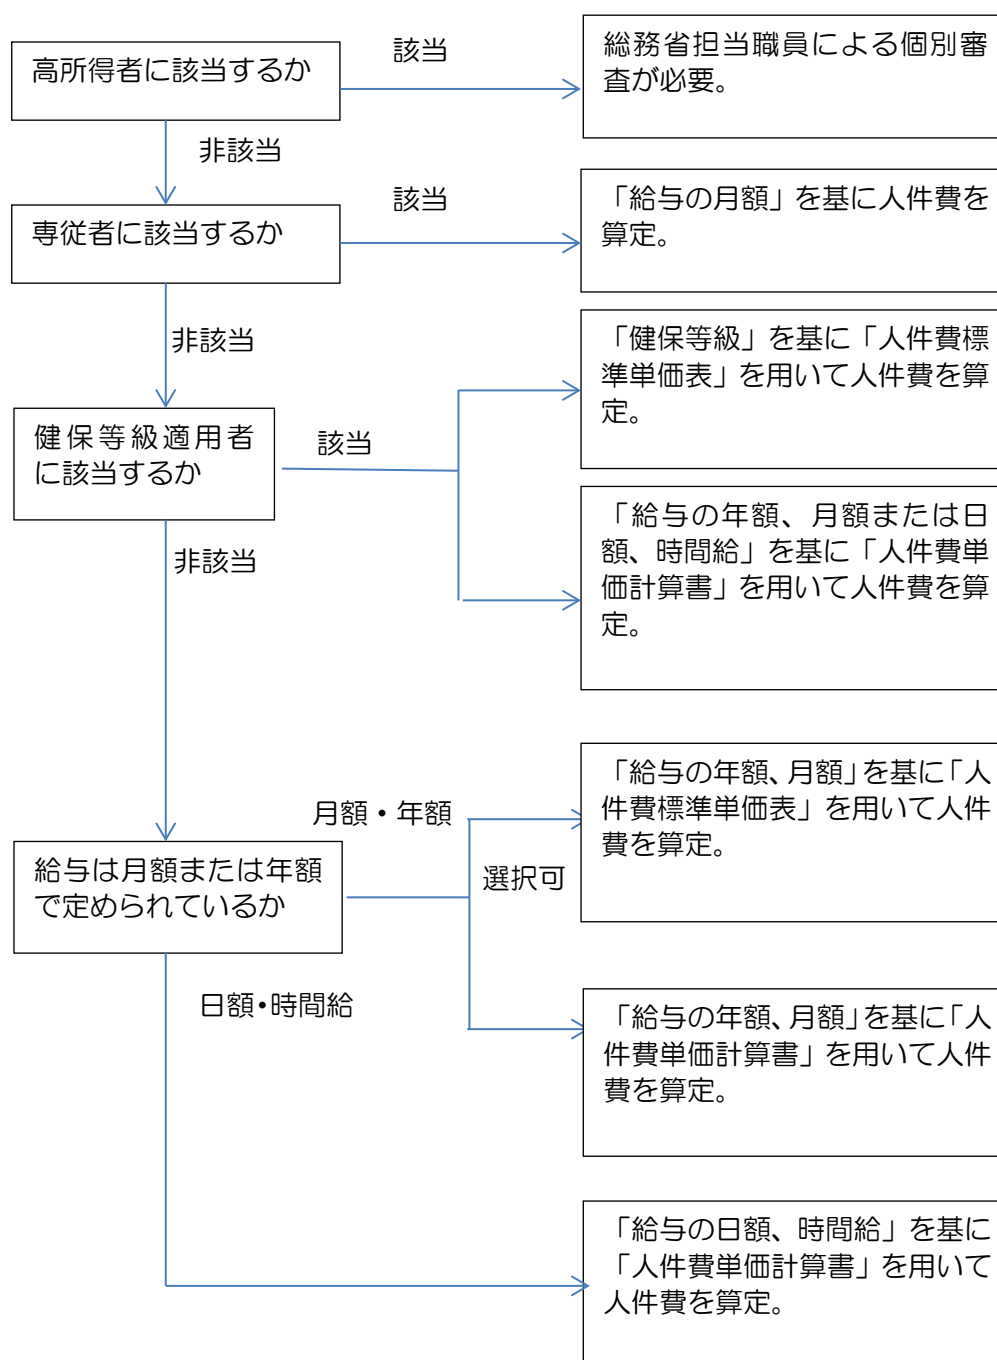 高所得者に該当するか
該当
総務省担当職員による個別審
査が必要。
非該当
専従者に該当するか
該当
「給与の月額」を基に人件費を
算定。
非該当
健保等級適用者
に該当するか
該当
「健保等級」を基に「人件費標
準単価表」を用いて人件費を算
定。
「給与の年額、月額または日
額、時間給」を基に「人件費単
価計算書」を用いて人件費を算
定。
非該当
給与は月額または年額
で定められているか
月額・年額
選択可
「給与の年額、月額」を基に「人
件費標準単価表」を用いて人件
費を算定。
「給与の年額、月額」を基に「人
件費単価計算書」を用いて人件
費を算定。
日額・時間給
「給与の日額、時間給」を基に
「人件費単価計算書」を用いて
人件費を算定。